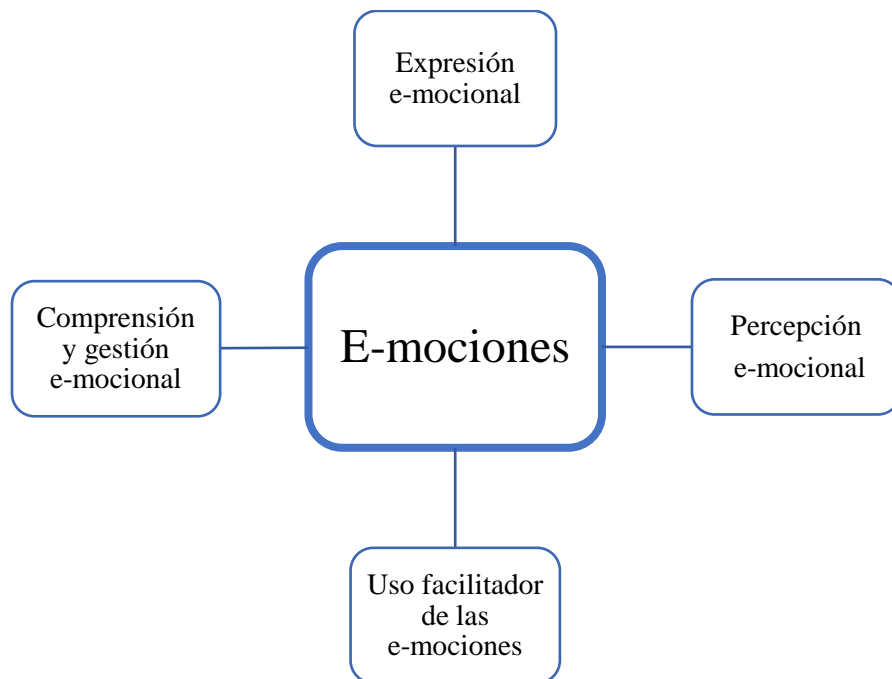 Expresión
e-mocional
Comprensión
y gestión
e-mocional
E-mociones
Percepción
e-mocional
Uso facilitador
de las
e-mociones